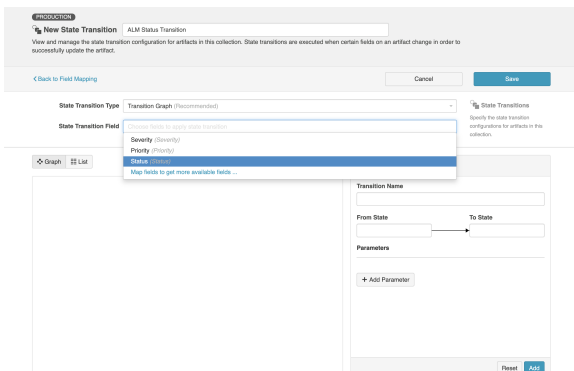 PRODUCTION
New State Transition
ALM Status Transition
View and manage the state transition configuration for artifacts in this collection. State transitions are executed when certain fields on an artifact change in order to
successfully update the artifact.
Back to Field Mapping
Cancel
Save
State Transition Type
Transition Graph (Recommended)
State Transitions
Specify the state transition
configurations for artifacts in this
collection.
State Transition Field
Choose fields to apply state transition
Severity (Severity)
Priority (Priority)
Status (Status)
Map fields to get more available fields ...
Graph
List
Transition Name
From State
To State
Parameters
+ Add Parameter
Reset
Add